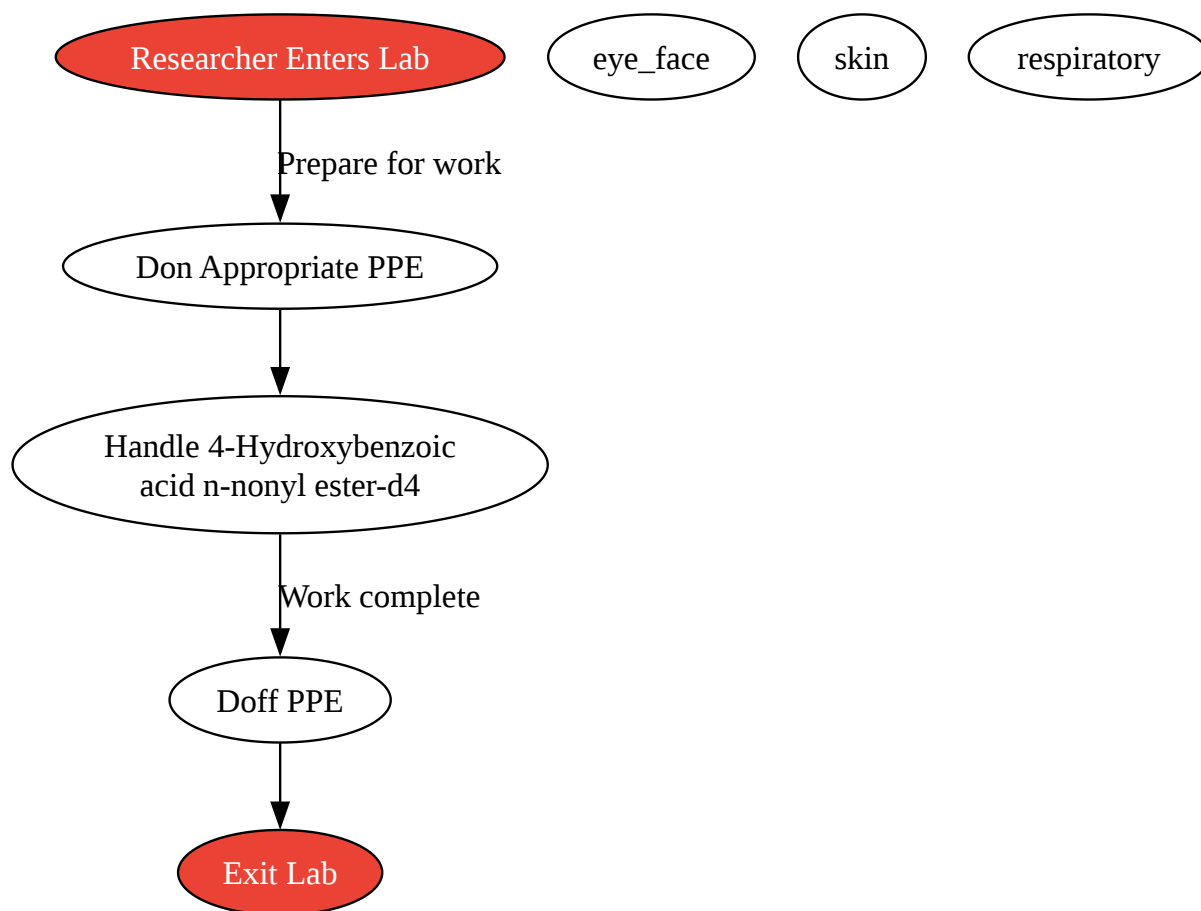 Researcher Enters Lab
eye_face
skin
respiratory
Prepare for work
Don Appropriate PPE
Handle 4-Hydroxybenzoic
acid n-nonyl ester-d4
Work complete
Doff PPE
Exit Lab